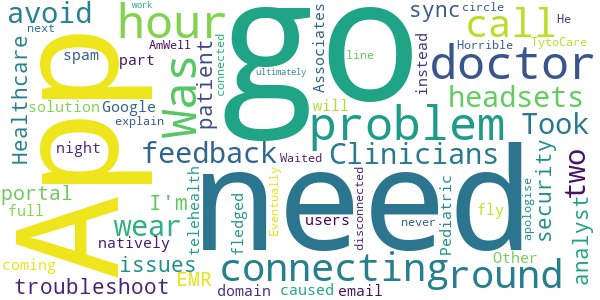 avoid
hour
go
sync
circle
call
He
work
next
AmWell
connected
Associates
Horrible
TytoCare
spam
part
patient
line
instead
doctor
App
Was
ultimately
Healthcare
solution
Google
will
headsets
explain
problem
Took
night
feedback
Waited
Clinicians
two
security
portal
I'm
telehealth
need
full
wear
fledged
Eventually
users
disconnected
never
Pediatric
fly
apologise
Other
analyst
natively
coming
issues
EMR
connecting
round
troubleshoot
domain
caused
email